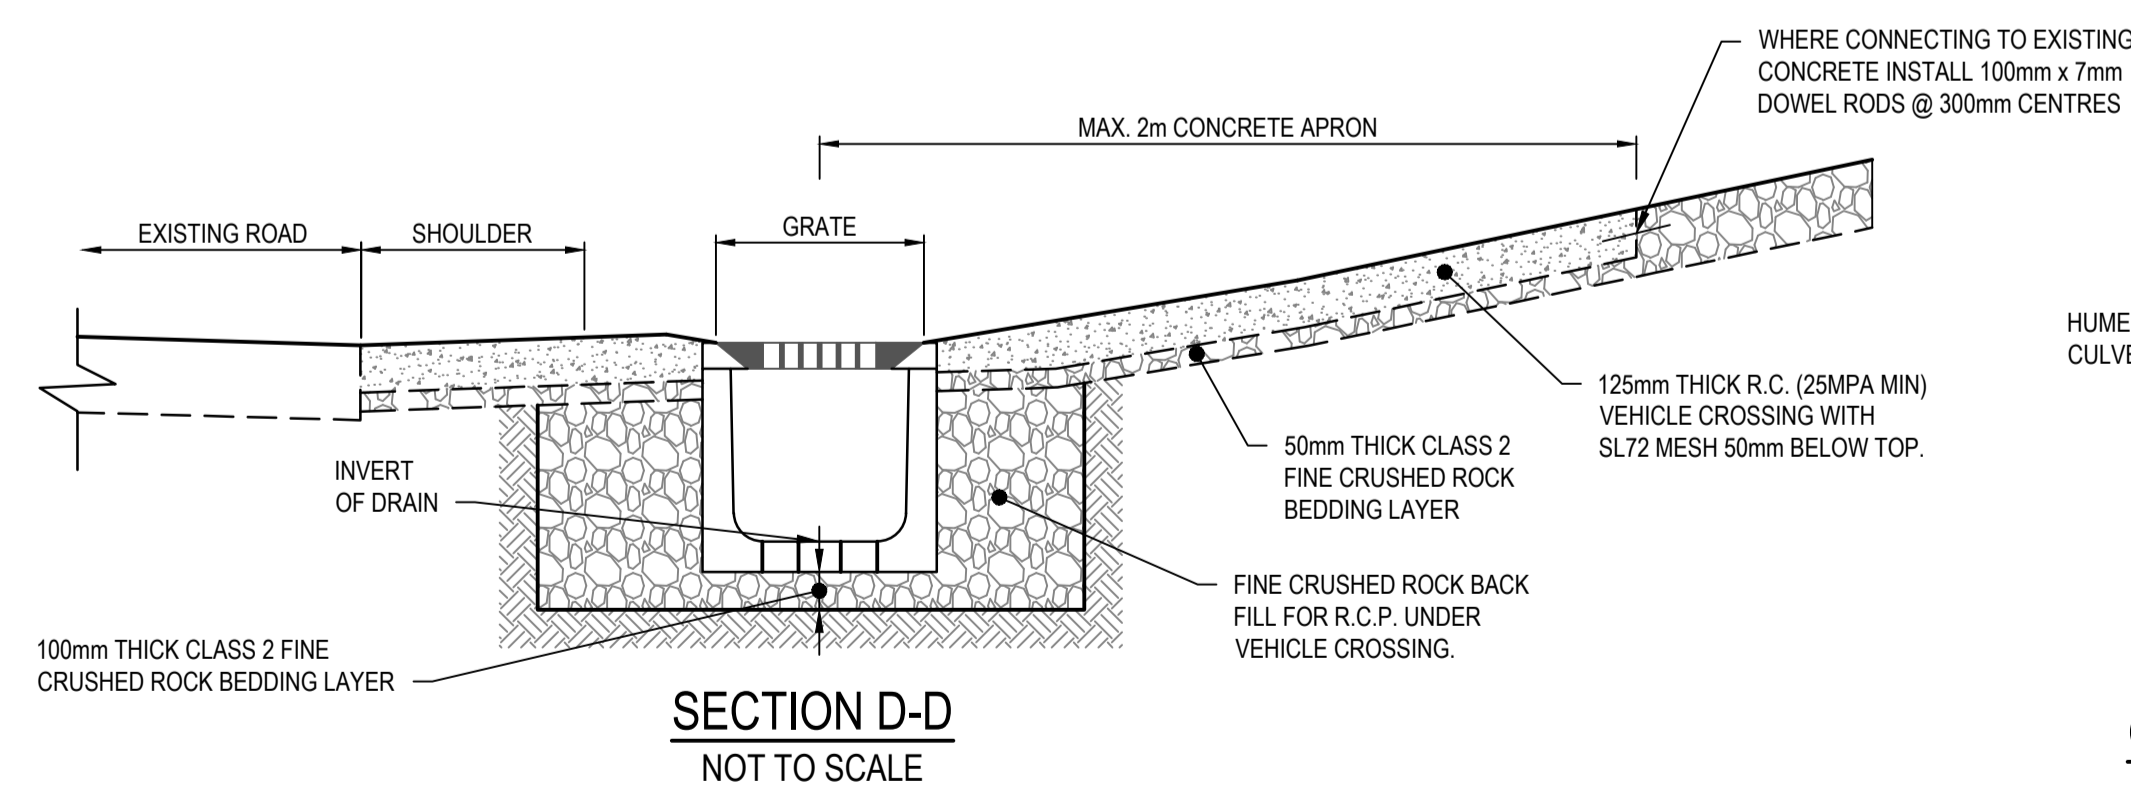 WHERE CONNECTING TO EXISTING
CONCRETE INSTALL 100mm x 7mm
DOWEL RODS @ 300mm CENTRES
MAX. 2m CONCRETE APRON
EXISTING ROAD
SHOULDER
GRATE
INVERT
OF DRAIN
125mm THICK R.C. (25MPA MIN)
VEHICLE CROSSING WITH
SL72 MESH 50mm BELOW TOP.
50mm THICK CLASS 2
FINE CRUSHED ROCK
BEDDING LAYER
FINE CRUSHED ROCK BACK
FILL FOR R.C.P. UNDER
VEHICLE CROSSING.
100mm THICK CLASS 2 FINE
CRUSHED ROCK BEDDING LAYER
SECTION D-D
NOT TO SCALE
HUME
CULVE